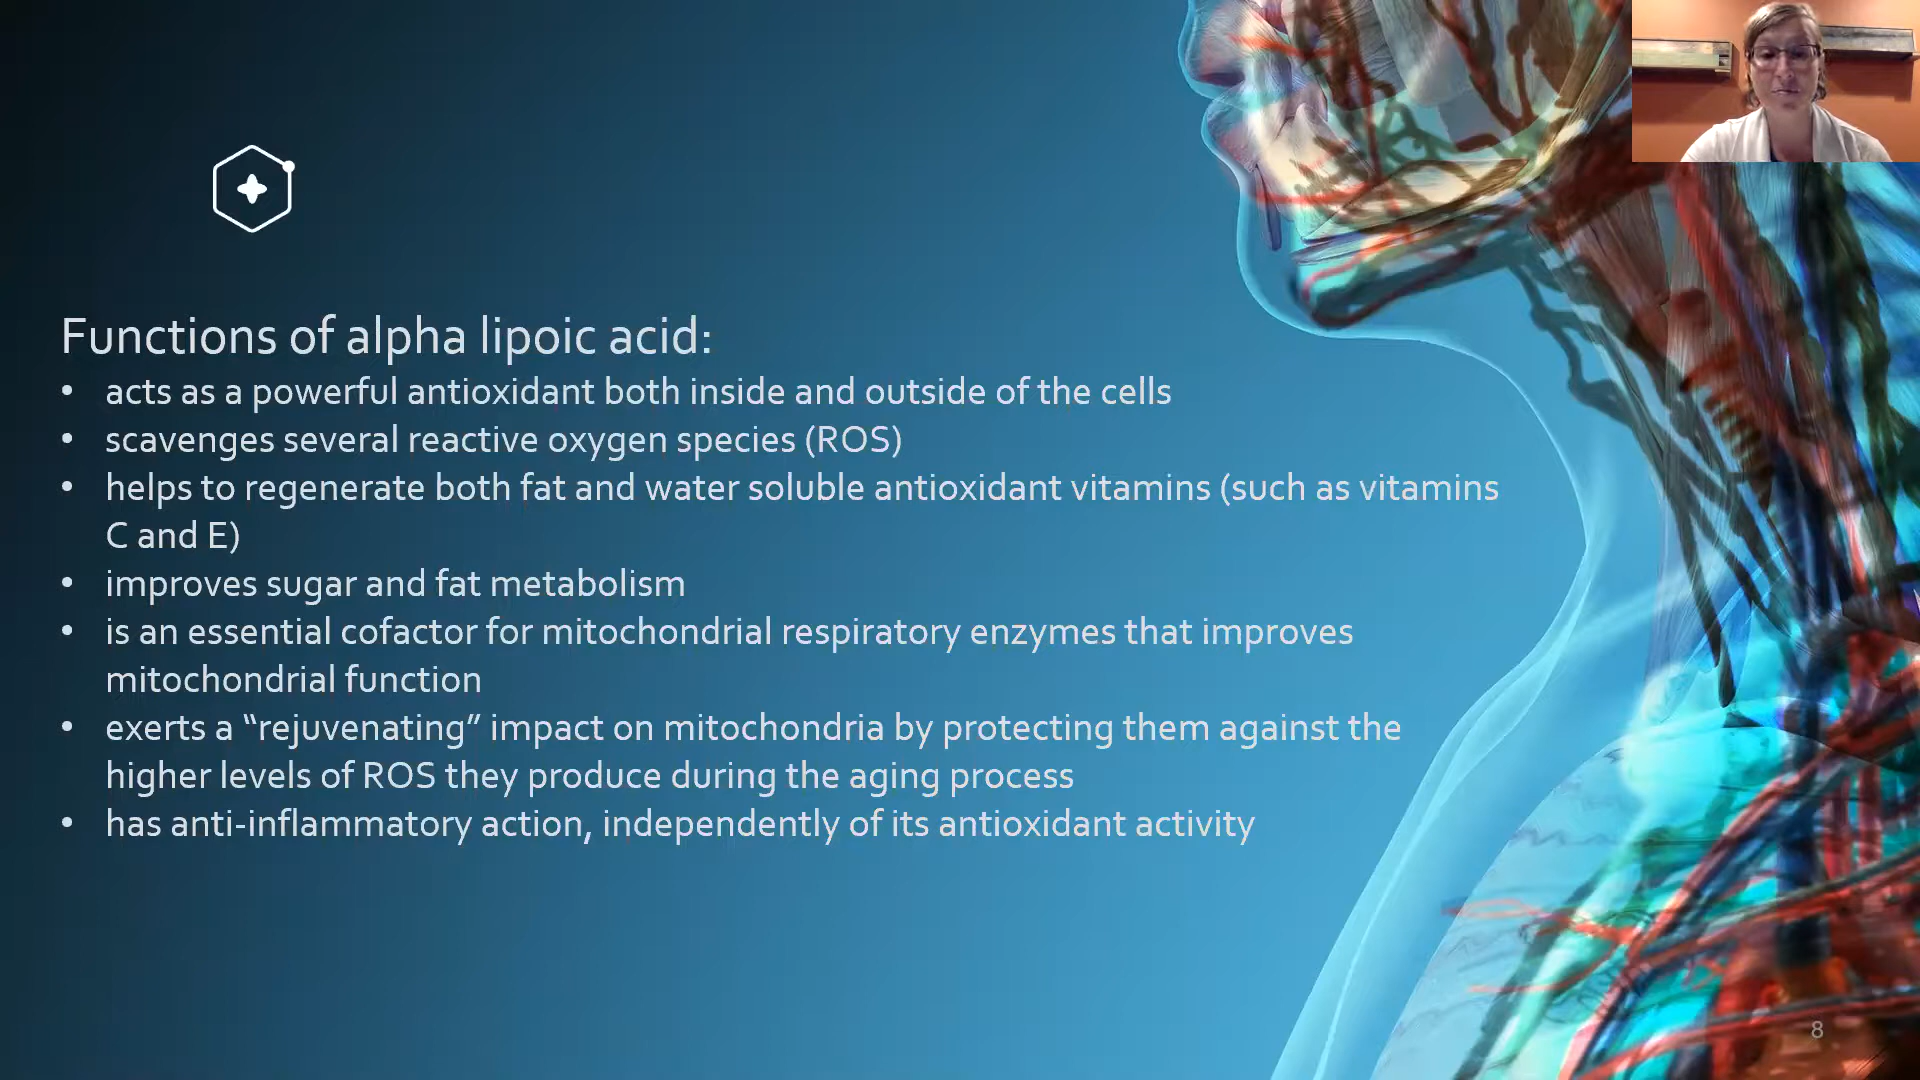 Functions of alpha lipoic acid:
• acts as a powerful antioxidant both inside and outside of the cells
• scavenges several reactive oxygen species (ROS)
• helps to regenerate both fat and water soluble antioxidant vitamins (such as vitamins
C and E)
• improves sugar and fat metabolism
• is an essential cofactor for mitochondrial respiratory enzymes that improves
mitochondrial function
• exerts a “rejuvenating” impact on mitochondria by protecting them against the
higher levels of ROS they produce during the aging process
• has anti-inflammatory action, independently of its antioxidant activity
8